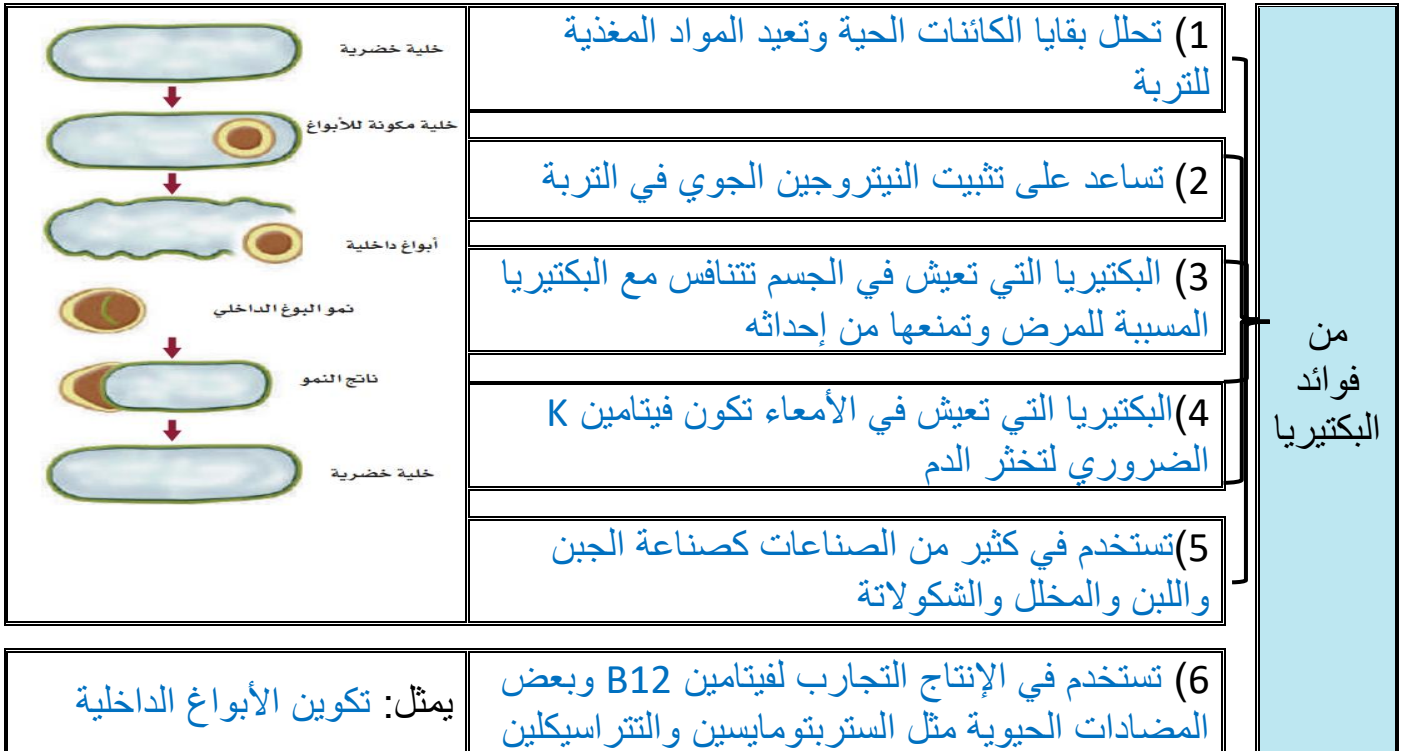 من
فوائد
البكتيريا
1) تحلل بقايا الكائنات الحية وتعيد المواد المغذية
للتربة
2) تساعد على تثبيت النيتروجين الجوي في التربة
3) البكتيريا التي تعيش في الجسم تتنافس مع البكتيريا
المسببة للمرض وتمنعها من إحداثه
4)البكتيريا التي تعيش في الأمعاء تكون فيتامين K
الضروري لتخثر الدم
5)تستخدم في كثير من الصناعات كصناعة الجبن
واللبن والمخلل والشكولاتة
6) تستخدم في الإنتاج التجارب لفيتامين B12 وبعض
المضادات الحيوية مثل الستربتومايسين والتتراسيكلين
خلية خضرية
خلية مكونة للأبواغ
أبواغ داخلية
نمو البوغ الداخلي
ناتج النمو
خلية خضرية
يمثل: تكوين الأبواغ الداخلية